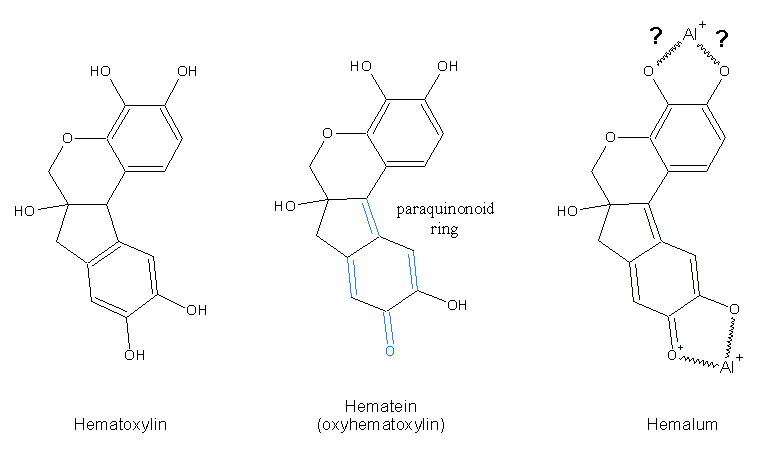 ? Al+ ?
HO OH
HO OH
O O
O
O
O
HO
HO
HO
paraquinonoid
ring
OH
OH
OH
O
O
O+
Al+
Hematoxylin
Hematein
(oxyhematoxylin)
Hemalum